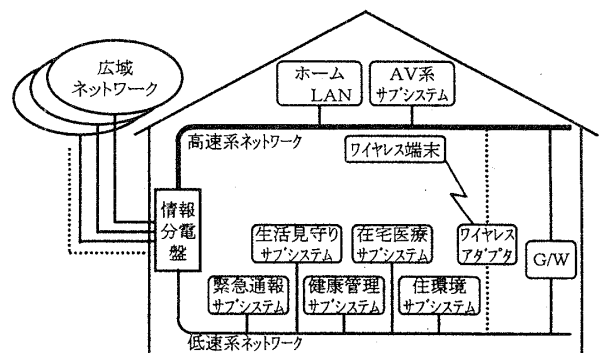 広域
ネットワーク
ホーム
LAN
AV系
サブシステム
高速系ネットワーク
ワイヤレス端末
情報
分電
盤
生活見守り
サブシステム
在宅医療
サブシステム
ワイヤレス
アダプタ
G/W
緊急通報
サブシステム
健康管理
サブシステム
住環境
サブシステム
低速系ネットワーク